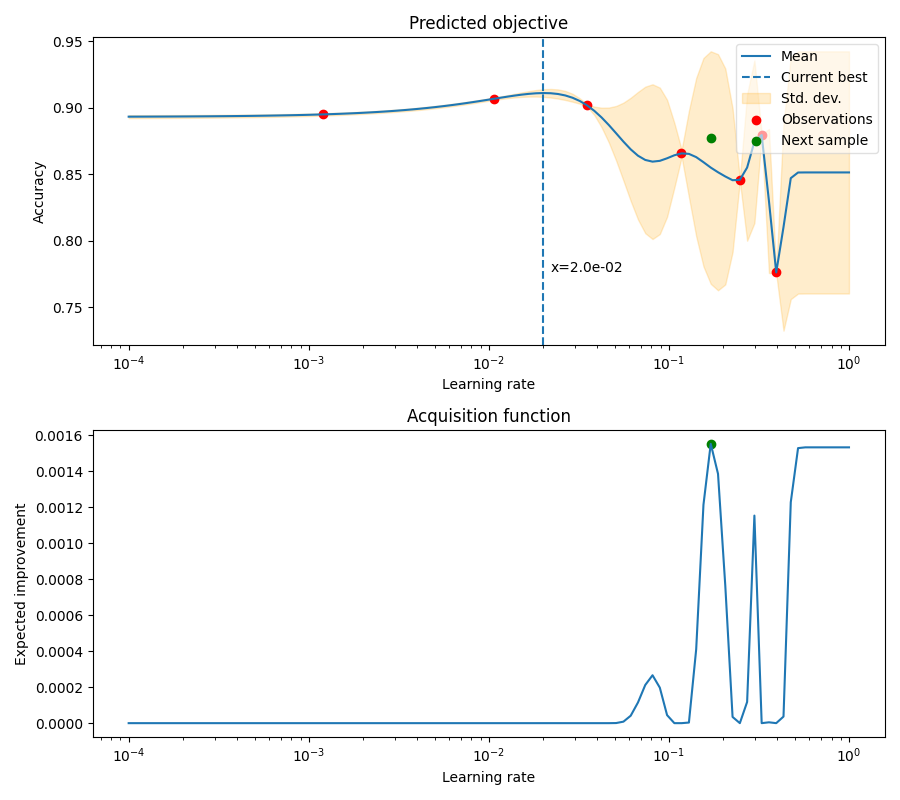 Predicted objective
0.95
0.90
0.85
0.80
0.75
Accuracy
Mean
Current best
Std. dev.
Observations
Next sample
x=2.0e-02
10⁻⁴ 10⁻³ 10⁻² 10⁻¹ 10⁰
Learning rate
Acquisition function
0.0016
0.0014
0.0012
0.0010
0.0008
0.0006
0.0004
0.0002
0.0000
Expected improvement
10⁻⁴ 10⁻³ 10⁻² 10⁻¹ 10⁰
Learning rate